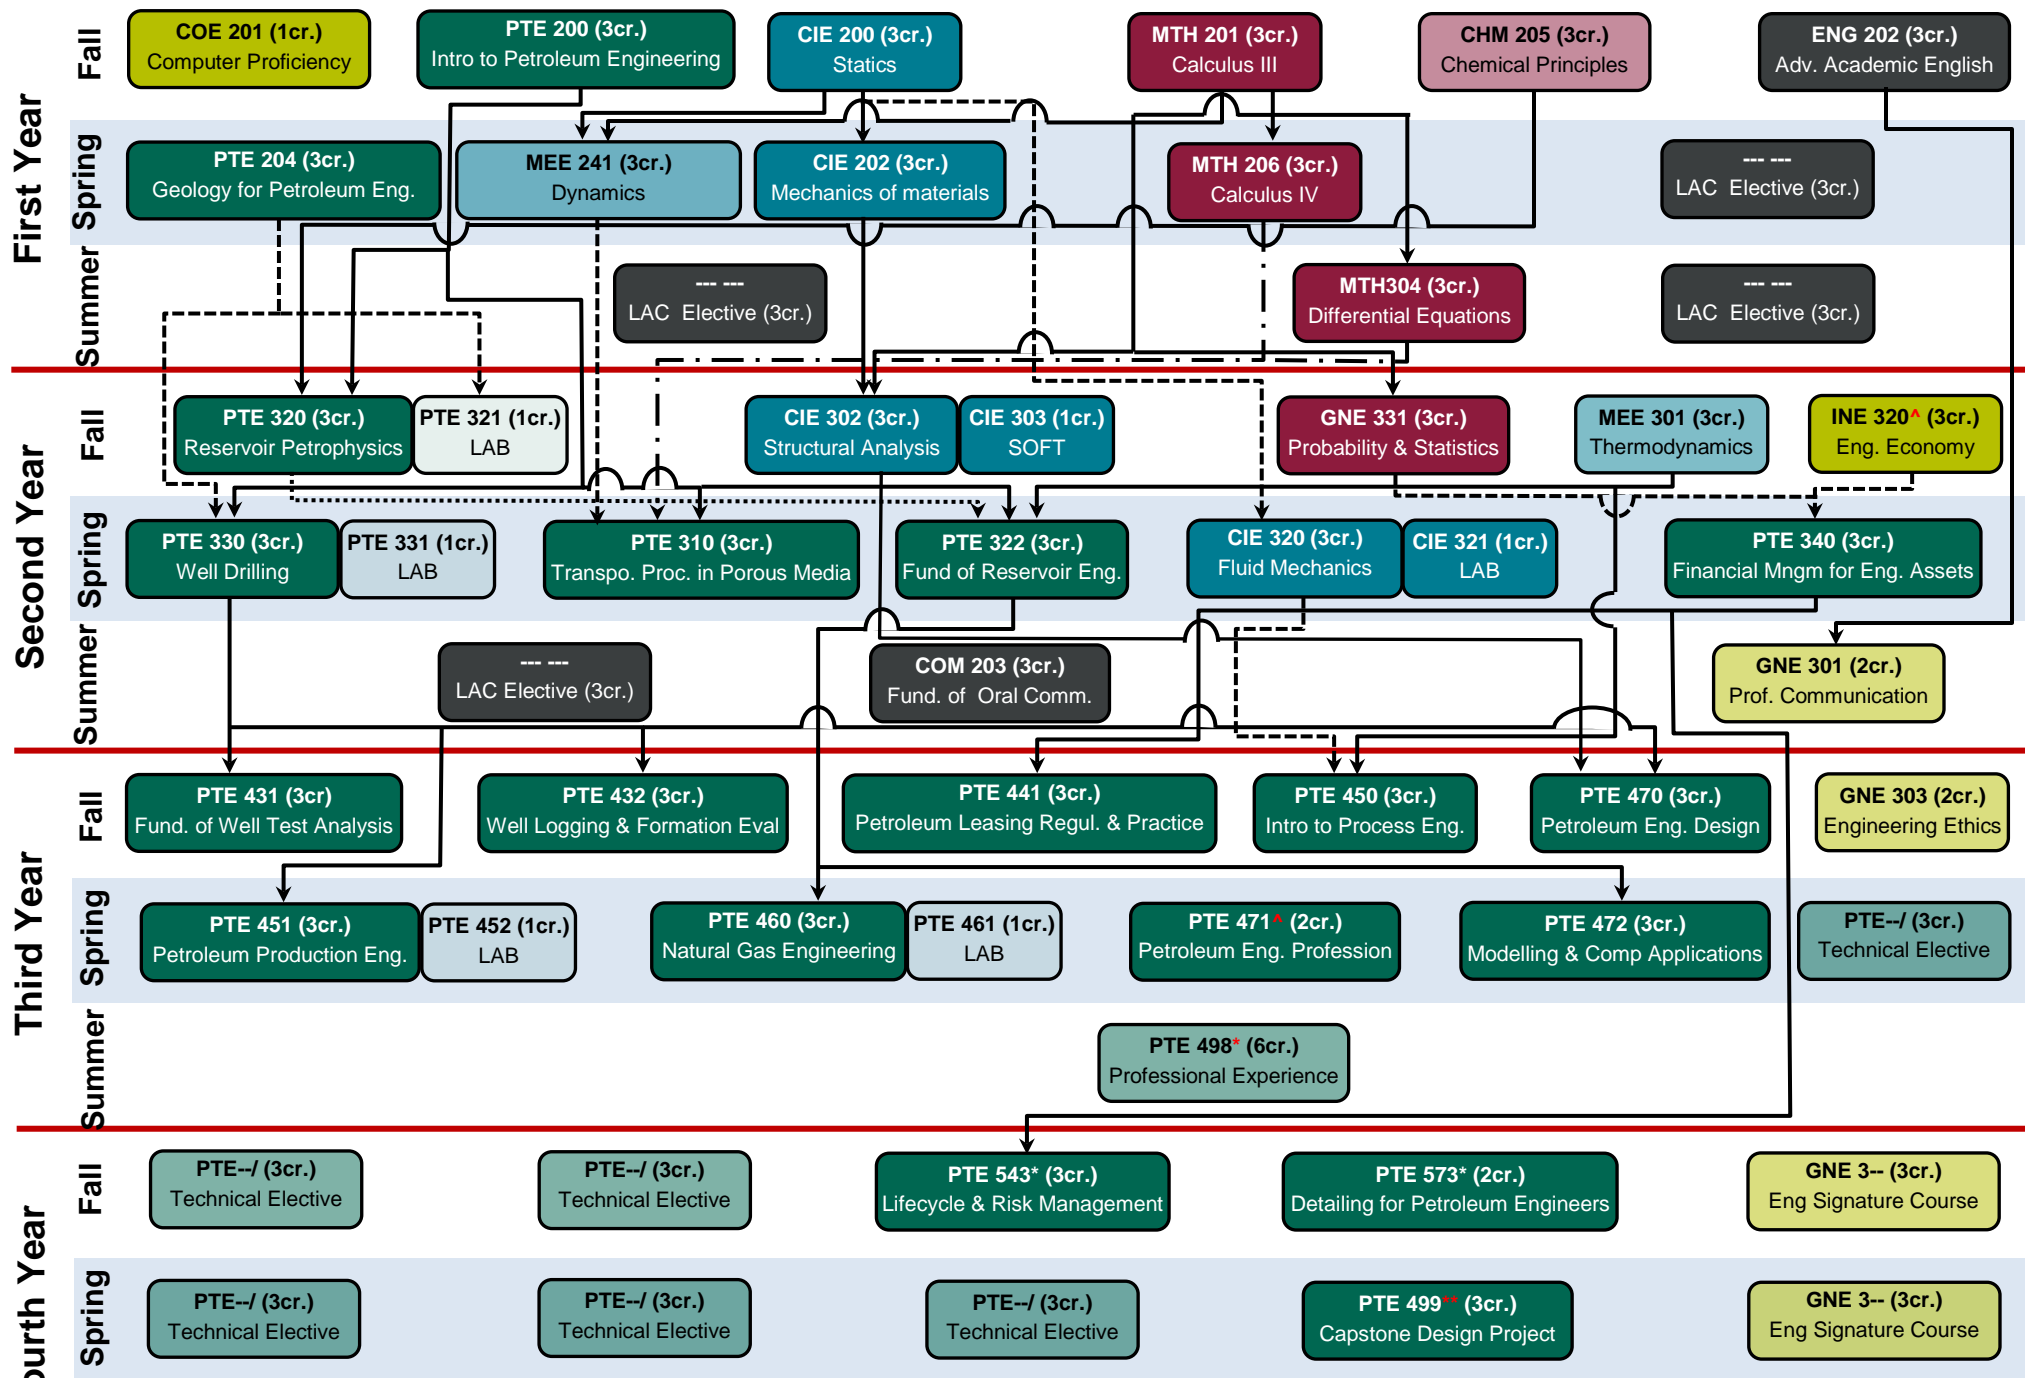 First Year
Fall
COE 201 (1cr.)
Computer Proficiency
PTE 200 (3cr.)
Intro to Petroleum Engineering
CIE 200 (3cr.)
Statics
MTH 201 (3cr.)
Calculus III
CHM 205 (3cr.)
Chemical Principles
ENG 202 (3cr.)
Adv. Academic English
Spring
PTE 204 (3cr.)
Geology for Petroleum Eng.
MEE 241 (3cr.)
Dynamics
CIE 202 (3cr.)
Mechanics of materials
MTH 206 (3cr.)
Calculus IV
--- ---
LAC Elective (3cr.)
Summer
--- ---
LAC Elective (3cr.)
MTH304 (3cr.)
Differential Equations
--- ---
LAC Elective (3cr.)
Second Year
Fall
PTE 320 (3cr.)
Reservoir Petrophysics
PTE 321 (1cr.)
LAB
CIE 302 (3cr.)
Structural Analysis
CIE 303 (1cr.)
SOFT
GNE 331 (3cr.)
Probability & Statistics
MEE 301 (3cr.)
Thermodynamics
INE 320^ (3cr.)
Eng. Economy
Spring
PTE 330 (3cr.)
Well Drilling
PTE 331 (1cr.)
LAB
PTE 310 (3cr.)
Transpo. Proc. in Porous Media
PTE 322 (3cr.)
Fund of Reservoir Eng.
CIE 320 (3cr.)
Fluid Mechanics
CIE 321 (1cr.)
LAB
PTE 340 (3cr.)
Financial Mngm for Eng. Assets
Summer
--- ---
LAC Elective (3cr.)
COM 203 (3cr.)
Fund. of Oral Comm.
GNE 301 (2cr.)
Prof. Communication
Third Year
Fall
PTE 431 (3cr)
Fund. of Well Test Analysis
PTE 432 (3cr.)
Well Logging & Formation Eval
PTE 441 (3cr.)
Petroleum Leasing Regul. & Practice
PTE 450 (3cr.)
Intro to Process Eng.
PTE 470 (3cr.)
Petroleum Eng. Design
GNE 303 (2cr.)
Engineering Ethics
Spring
PTE 451 (3cr.)
Petroleum Production Eng.
PTE 452 (1cr.)
LAB
PTE 460 (3cr.)
Natural Gas Engineering
PTE 461 (1cr.)
LAB
PTE 471^ (2cr.)
Petroleum Eng. Profession
PTE 472 (3cr.)
Modelling & Comp Applications
PTE--/ (3cr.)
Technical Elective
Summer
PTE 498* (6cr.)
Professional Experience
ourth Year
Fall
PTE--/ (3cr.)
Technical Elective
PTE--/ (3cr.)
Technical Elective
PTE 543* (3cr.)
Lifecycle & Risk Management
PTE 573* (2cr.)
Detailing for Petroleum Engineers
GNE 3-- (3cr.)
Eng Signature Course
Spring
PTE--/ (3cr.)
Technical Elective
PTE--/ (3cr.)
Technical Elective
PTE--/ (3cr.)
Technical Elective
PTE 499** (3cr.)
Capstone Design Project
GNE 3-- (3cr.)
Eng Signature Course